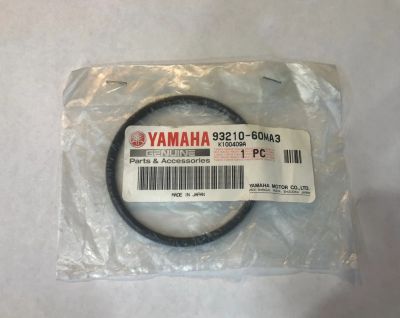 YAMAHA
93210-60MA3
K100409A
GENUINE
Parts & Accessories
1 PC
MADE IN JAPAN
YAMAHA MOTOR CO.,LTD.